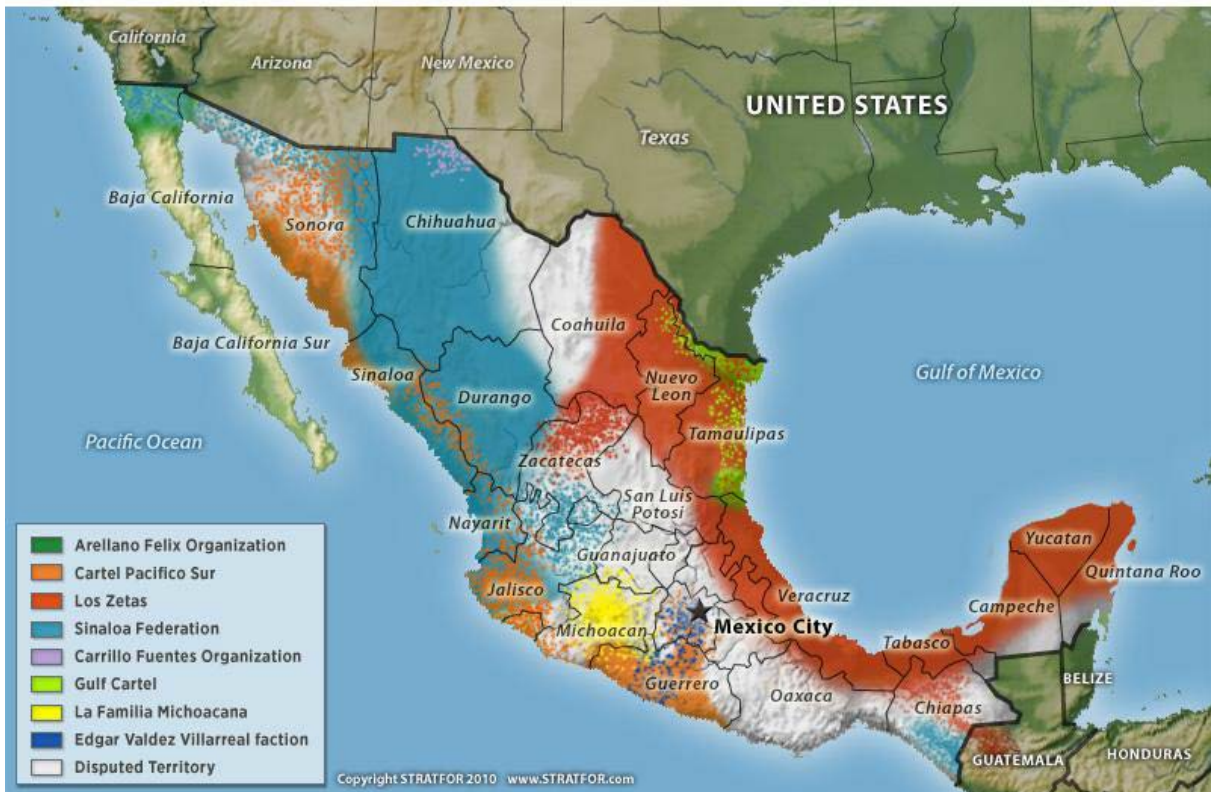 California
Arizona
New Mexico
UNITED STATES
Texas
Baja California
Sonora
Chihuahua
Coahuila
Baja California Sur
Sinaloa
Durango
Nuevo
Leon
Gulf of Mexico
Pacific Ocean
Tamaulipas
Zacatecas
San Luis
Potosi
Nayarit
Guanajuato
Yucatan
Quintana Roo
Jalisco
Veracruz
Campeche
Michoacan
Mexico City
Tabasco
Guerrero
Oaxaca
Chiapas
BELIZE
GUATEMALA
HONDURAS
Arellano Felix Organization
Cartel Pacifico Sur
Los Zetas
Sinaloa Federation
Carrillo Fuentes Organization
Gulf Cartel
La Familia Michoacana
Edgar Valdez Villarreal faction
Disputed Territory
Copyright STRATFOR 2010 www.STRATFOR.com